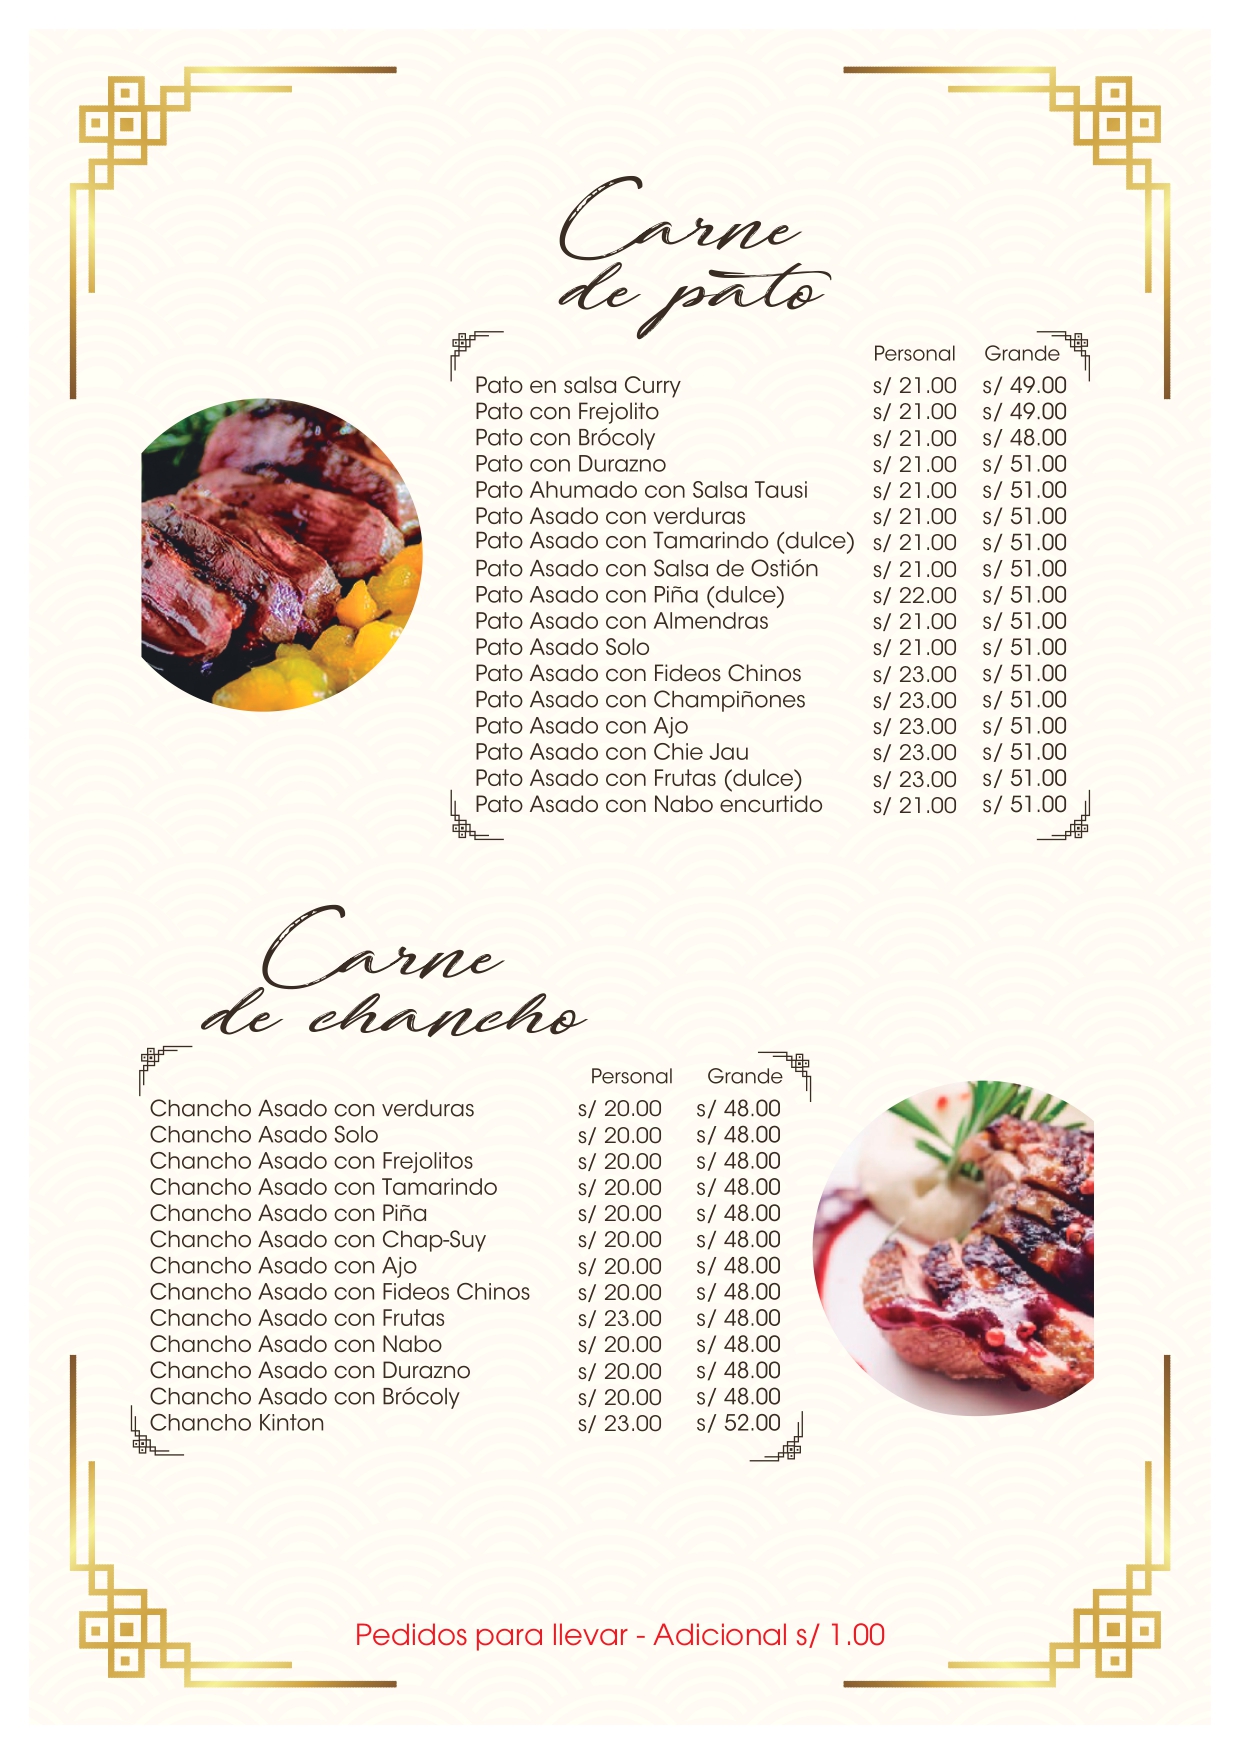 Carne
de pato
Personal Grande
Pato en salsa Curry s/ 21.00 s/ 49.00
Pato con Frejolito s/ 21.00 s/ 49.00
Pato con Brócoly s/ 21.00 s/ 48.00
Pato con Durazno s/ 21.00 s/ 51.00
Pato Ahumado con Salsa Tausi s/ 21.00 s/ 51.00
Pato Asado con verduras s/ 21.00 s/ 51.00
Pato Asado con Tamarindo (dulce) s/ 21.00 s/ 51.00
Pato Asado con Salsa de Ostión s/ 21.00 s/ 51.00
Pato Asado con Piña (dulce) s/ 22.00 s/ 51.00
Pato Asado con Almendras s/ 21.00 s/ 51.00
Pato Asado Solo s/ 21.00 s/ 51.00
Pato Asado con Fideos Chinos s/ 23.00 s/ 51.00
Pato Asado con Champiñones s/ 23.00 s/ 51.00
Pato Asado con Ajo s/ 23.00 s/ 51.00
Pato Asado con Chie Jau s/ 23.00 s/ 51.00
Pato Asado con Frutas (dulce) s/ 23.00 s/ 51.00
Pato Asado con Nabo encurtido s/ 21.00 s/ 51.00
Carne
de chancho
Personal Grande
Chancho Asado con verduras s/ 20.00 s/ 48.00
Chancho Asado Solo s/ 20.00 s/ 48.00
Chancho Asado con Frejolitos s/ 20.00 s/ 48.00
Chancho Asado con Tamarindo s/ 20.00 s/ 48.00
Chancho Asado con Piña s/ 20.00 s/ 48.00
Chancho Asado con Chap-Suy s/ 20.00 s/ 48.00
Chancho Asado con Ajo s/ 20.00 s/ 48.00
Chancho Asado con Fideos Chinos s/ 20.00 s/ 48.00
Chancho Asado con Frutas s/ 23.00 s/ 48.00
Chancho Asado con Nabo s/ 20.00 s/ 48.00
Chancho Asado con Durazno s/ 20.00 s/ 48.00
Chancho Asado con Brócoly s/ 20.00 s/ 48.00
Chancho Kinton s/ 23.00 s/ 52.00
Pedidos para llevar - Adicional s/ 1.00